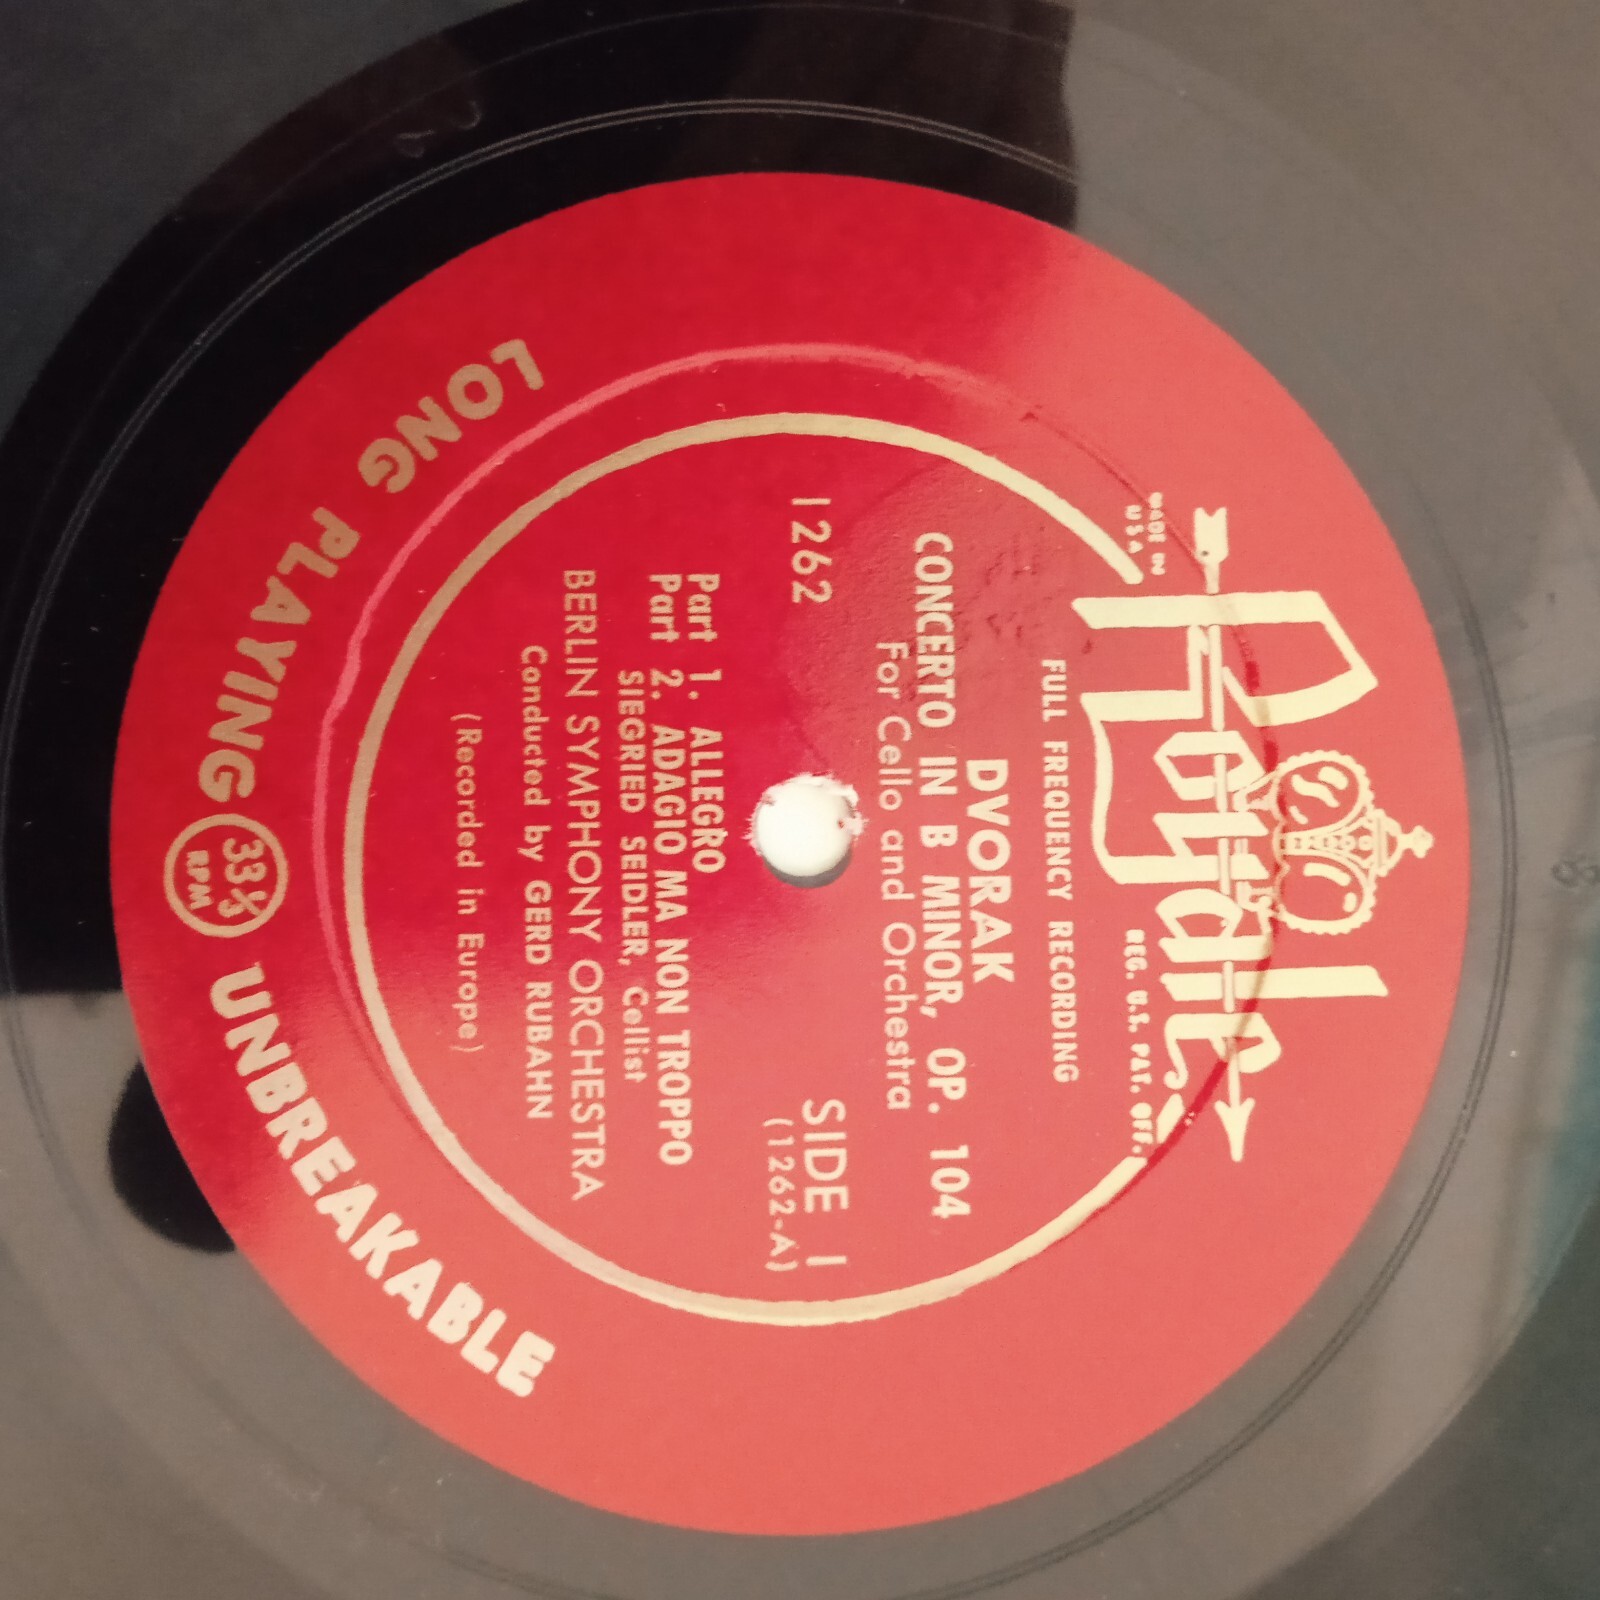 Royale
MADE IN
U S A
REG. U.S. PAT. OFF.
FULL FREQUENCY RECORDING
DVORAK
CONCERTO IN B MINOR, OP. 104
For Cello and Orchestra
1262
SIDE 1
(1262-A)
Part 1. ALLEGRO
Part 2. ADAGIO MA NON TROPPO
SIEGRIED SEIDLER, Cellist
BERLIN SYMPHONY ORCHESTRA
Conducted by GERD RUBAHN
(Recorded in Europe)
LONG PLAYING 33⅓ RPM UNBREAKABLE